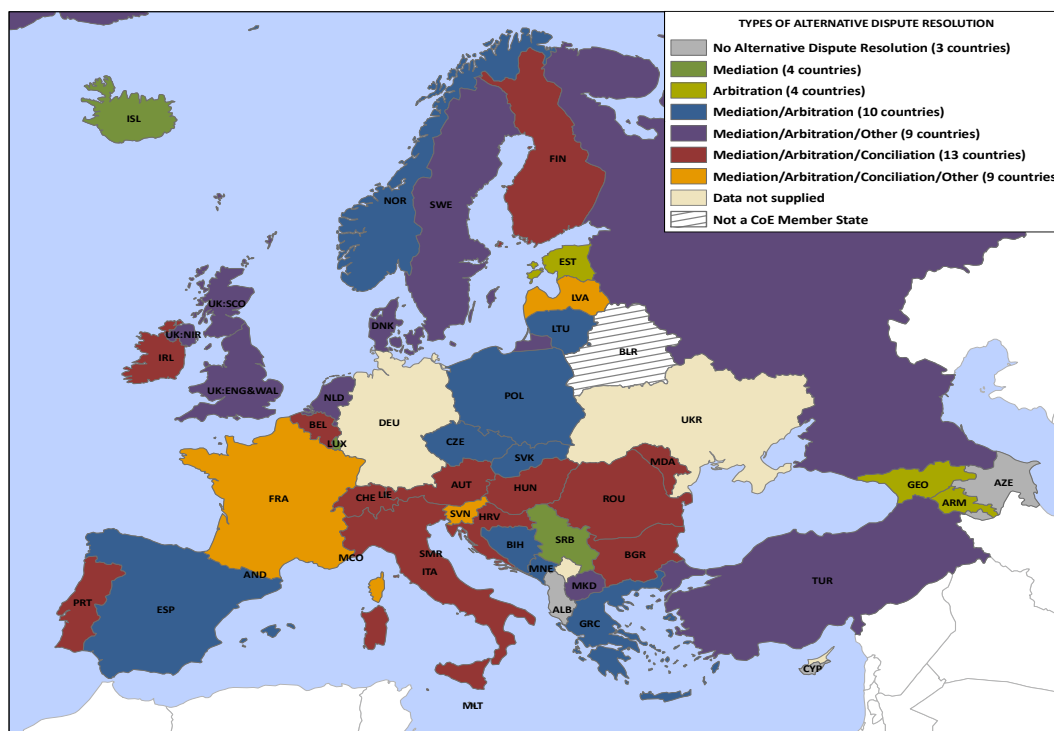 TYPES OF ALTERNATIVE DISPUTE RESOLUTION
No Alternative Dispute Resolution (3 countries)
Mediation (4 countries)
Arbitration (4 countries)
Mediation/Arbitration (10 countries)
Mediation/Arbitration/Other (9 countries)
Mediation/Arbitration/Conciliation (13 countries)
Mediation/Arbitration/Conciliation/Other (9 countries
Data not supplied
Not a CoE Member State
ISL
FIN
NOR
SWE
EST
UK:SCO
LVA
DNK
LTU
UK:NIR
BLR
IRL
UK:ENG&WAL
NLD
POL
BEL
DEU
UKR
LUX
CZE
SVK
MDA
AUT
HUN
GEO
AZE
CHE
LIE
ROU
FRA
ARM
SVN
HRV
BIH
SRB
MCO
SMR
BGR
AND
ITA
MNE
MKD
TUR
PRT
ESP
ALB
GRC
CYP
MLT